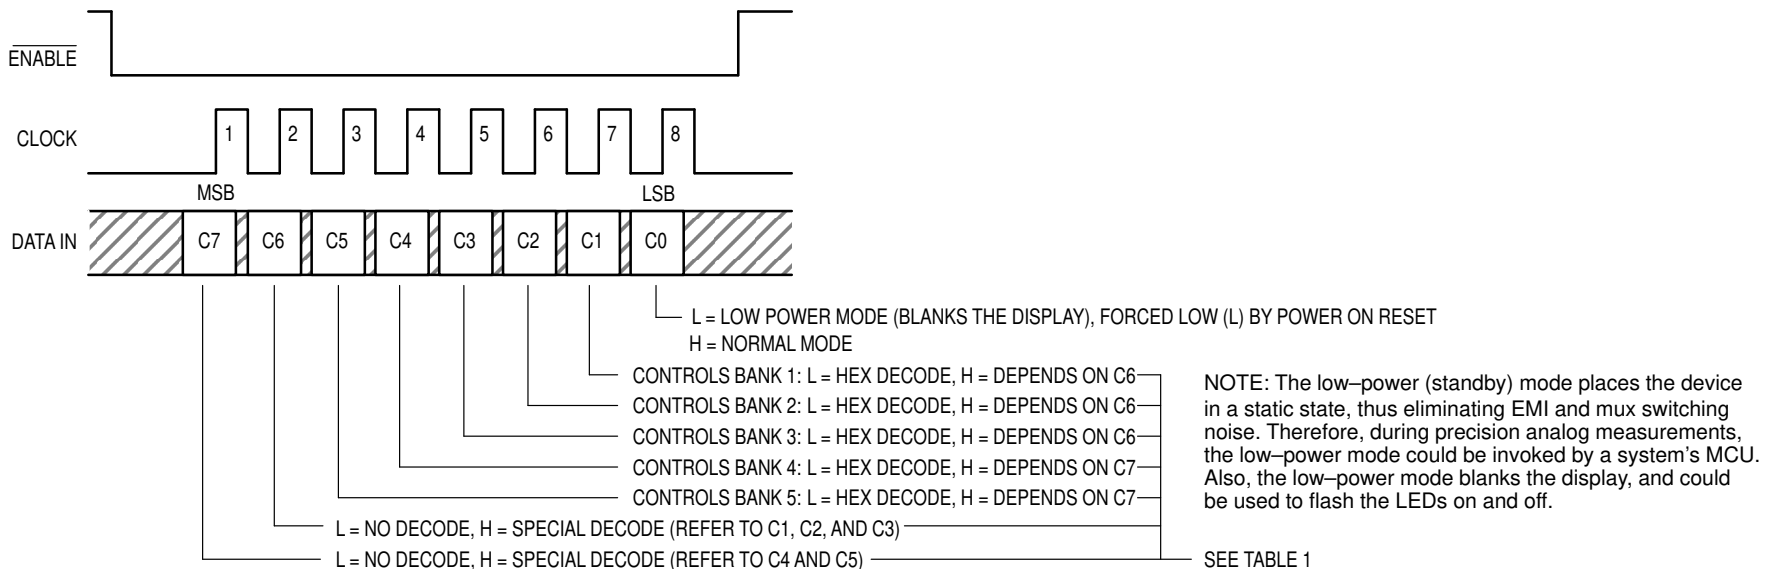 ENABLE
CLOCK
1 2 3 4 5 6 7 8
MSB LSB
DATA IN
C7 C6 C5 C4 C3 C2 C1 C0
L = LOW POWER MODE (BLANKS THE DISPLAY), FORCED LOW (L) BY POWER ON RESET
H = NORMAL MODE
CONTROLS BANK 1: L = HEX DECODE, H = DEPENDS ON C6
CONTROLS BANK 2: L = HEX DECODE, H = DEPENDS ON C6
CONTROLS BANK 3: L = HEX DECODE, H = DEPENDS ON C6
CONTROLS BANK 4: L = HEX DECODE, H = DEPENDS ON C7
CONTROLS BANK 5: L = HEX DECODE, H = DEPENDS ON C7
L = NO DECODE, H = SPECIAL DECODE (REFER TO C1, C2, AND C3)
L = NO DECODE, H = SPECIAL DECODE (REFER TO C4 AND C5)
SEE TABLE 1
NOTE: The low–power (standby) mode places the device
in a static state, thus eliminating EMI and mux switching
noise. Therefore, during precision analog measurements,
the low–power mode could be invoked by a system's MCU.
Also, the low–power mode blanks the display, and could
be used to flash the LEDs on and off.